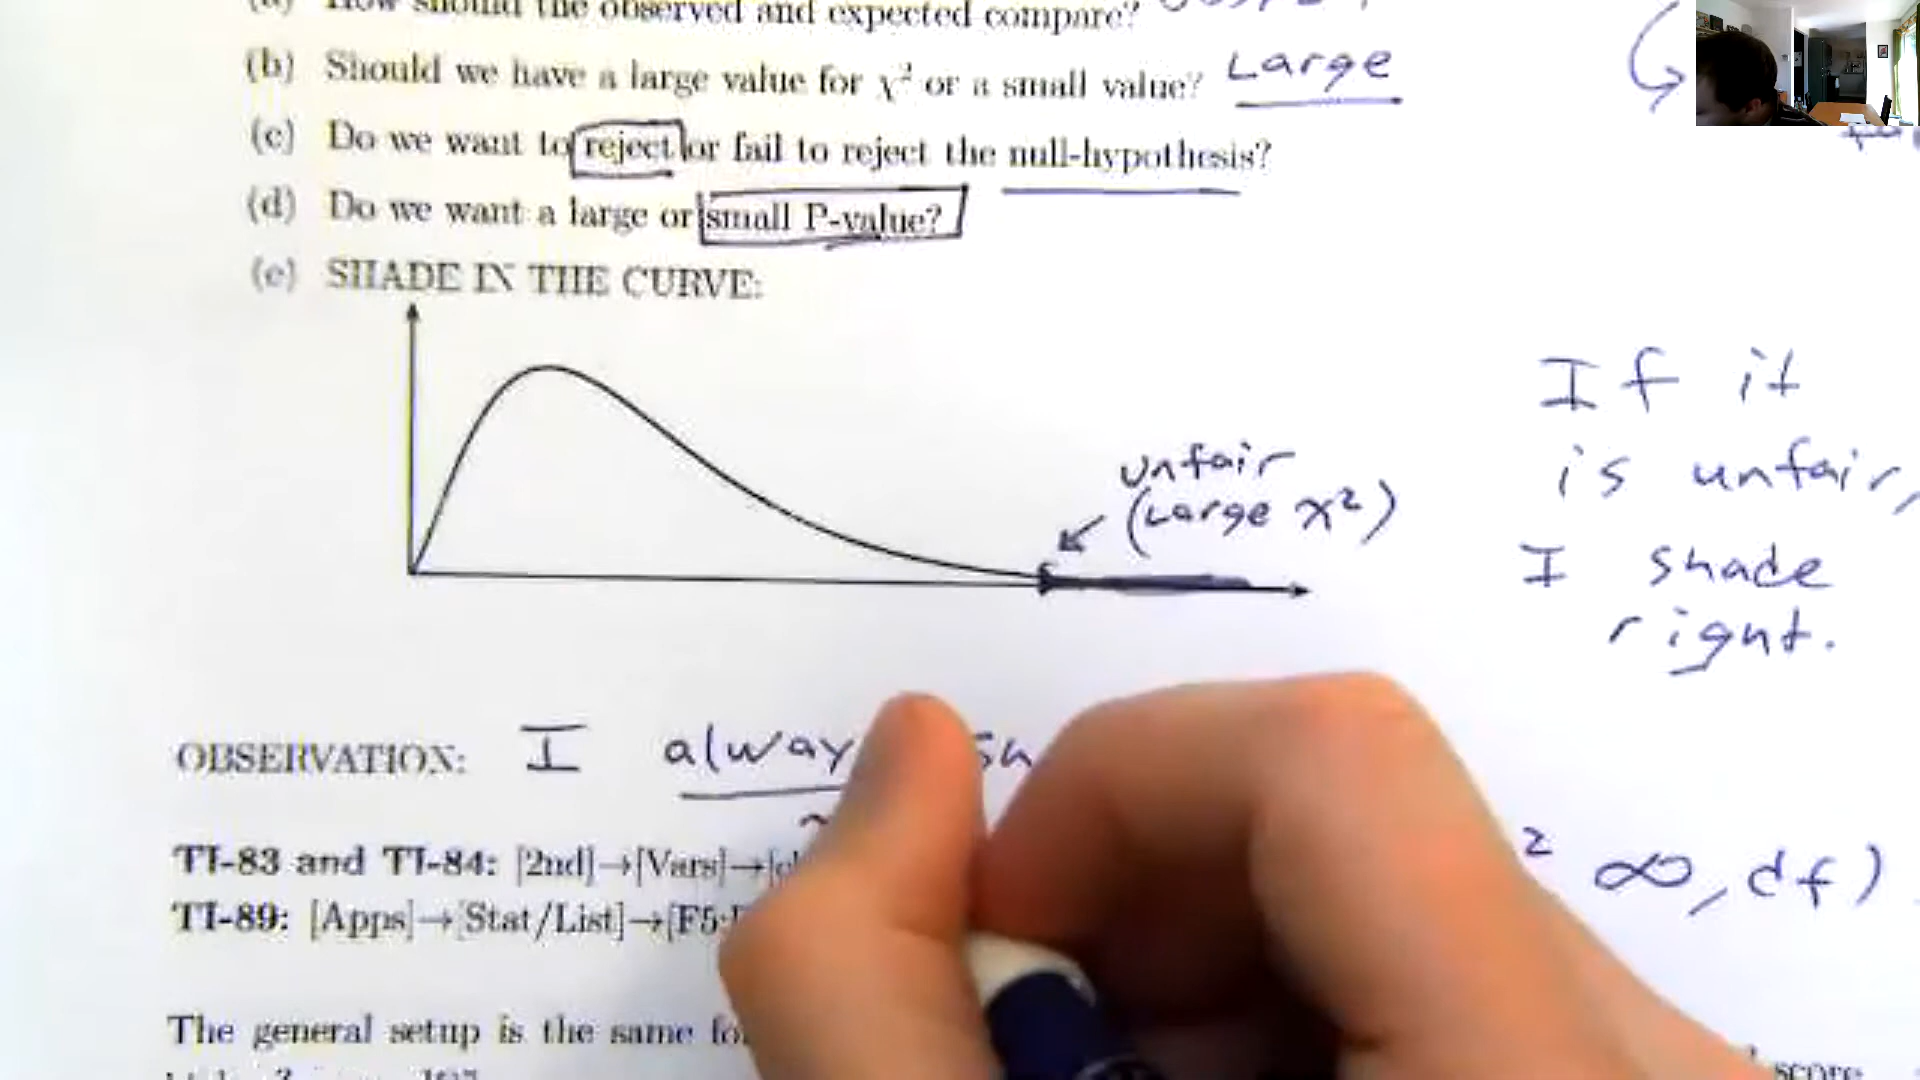 How should the observed and expected compare?
(b) Should we have a large value for χ² or a small value? Large
(c) Do we want to reject or fail to reject the null-hypothesis?
(d) Do we want a large or small P-value?
(e) SHADE IN THE CURVE:
unfair
(Large χ²)
If it
is unfair,
I shade
right.
OBSERVATION: I always
TI-83 and TI-84: [2nd]→[Vars]→ ² ∞, df)
TI-89: [Apps]→[Stat/List]→[F5:
The general setup is the same
score